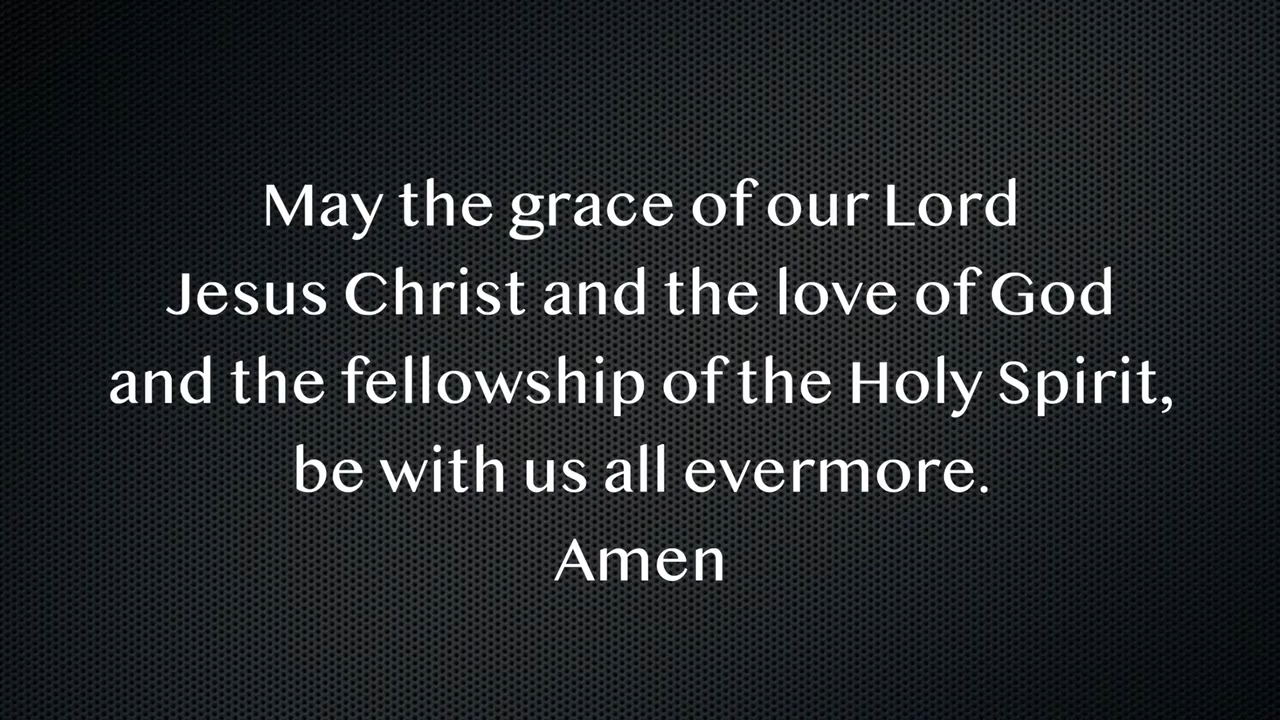 May the grace of our Lord
Jesus Christ and the love of God
and the fellowship of the Holy Spirit,
be with us all evermore.
Amen